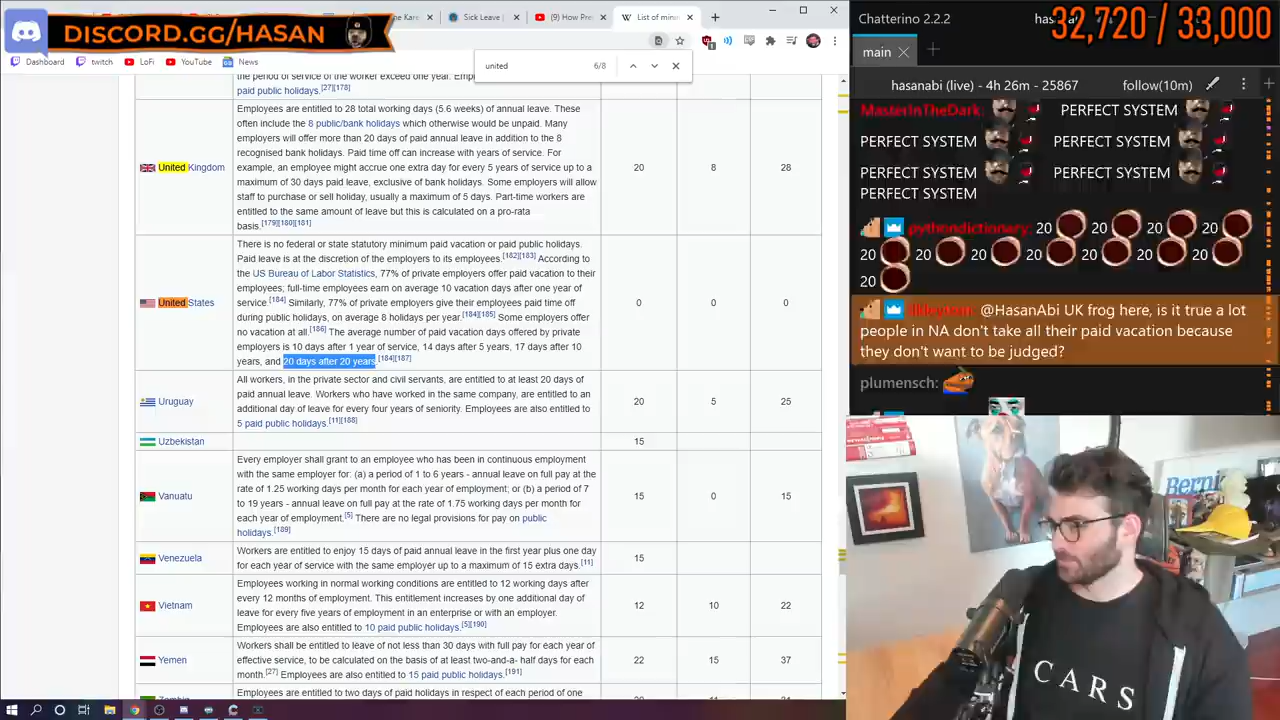 DISCORD.GG/HASAN
Sick Leave
(9) How Pre
List of minim
united
6/8
Dashboard
twitch
LoFi
YouTube
News
the period of service of the worker exceed one year.
paid public holidays.[27][178]
United Kingdom
Employees are entitled to 28 total working days (5.6 weeks) of annual leave. These
often include the 8 public/bank holidays which otherwise would be unpaid. Many
employers will offer more than 20 days of paid annual leave in addition to the 8
recognised bank holidays. Paid time off can increase with years of service. For
example, an employee might accrue one extra day for every 5 years of service up to a
maximum of 30 days paid leave, exclusive of bank holidays. Some employers will allow
staff to purchase or sell holiday, usually a maximum of 5 days. Part-time workers are
entitled to the same amount of leave but this is calculated on a pro-rata
basis.[179][180][181]
20
8
28
United States
There is no federal or state statutory minimum paid vacation or paid public holidays.
Paid leave is at the discretion of the employers to its employees.[182][183] According to
the US Bureau of Labor Statistics, 77% of private employers offer paid vacation to their
employees; full-time employees earn on average 10 vacation days after one year of
service.[184] Similarly, 77% of private employers give their employees paid time off
during public holidays, on average 8 holidays per year.[184][185] Some employers offer
no vacation at all.[186] The average number of paid vacation days offered by private
employers is 10 days after 1 year of service, 14 days after 5 years, 17 days after 10
years, and 20 days after 20 years.[184][187]
0
0
0
Uruguay
All workers, in the private sector and civil servants, are entitled to at least 20 days of
paid annual leave. Workers who have worked in the same company, are entitled to an
additional day of leave for every four years of seniority. Employees are also entitled to
5 paid public holidays.[11][188]
20
5
25
Uzbekistan
15
Vanuatu
Every employer shall grant to an employee who has been in continuous employment
with the same employer for: (a) a period of 1 to 6 years - annual leave on full pay at the
rate of 1.25 working days per month for each year of employment; or (b) a period of 7
to 19 years - annual leave on full pay at the rate of 1.75 working days per month for
each year of employment.[5] There are no legal provisions for pay on public
holidays.[189]
15
0
15
Venezuela
Workers are entitled to enjoy 15 days of paid annual leave in the first year plus one day
for each year of service with the same employer up to a maximum of 15 extra days.[11]
15
Vietnam
Employees working in normal working conditions are entitled to 12 working days after
every 12 months of employment. This entitlement increases by one additional day of
leave for every five years of employment in an enterprise or with an employer.
Employees are also entitled to 10 paid public holidays.[5][190]
12
10
22
Yemen
Workers shall be entitled to leave of not less than 30 days with full pay for each year of
effective service, to be calculated on the basis of at least two-and-a- half days for each
month.[27] Employees are also entitled to 15 paid public holidays.[191]
22
15
37
Employees are entitled to two days of paid holidays in respect of each period of one
Chatterino 2.2.2
32,720 / 33,000
main
hasanabi (live) - 4h 26m - 25867
follow(10m)
MasterInTheDark: PERFECT SYSTEM
PERFECT SYSTEM PERFECT SYSTEM
PERFECT SYSTEM PERFECT SYSTEM
PERFECT SYSTEM
pythondictionary: 20 20 20 20
20 20 20 20 20 20 20
20
@HasanAbi UK frog here, is it true a lot
people in NA don't take all their paid vacation because
they don't want to be judged?
plumensch:
CARS